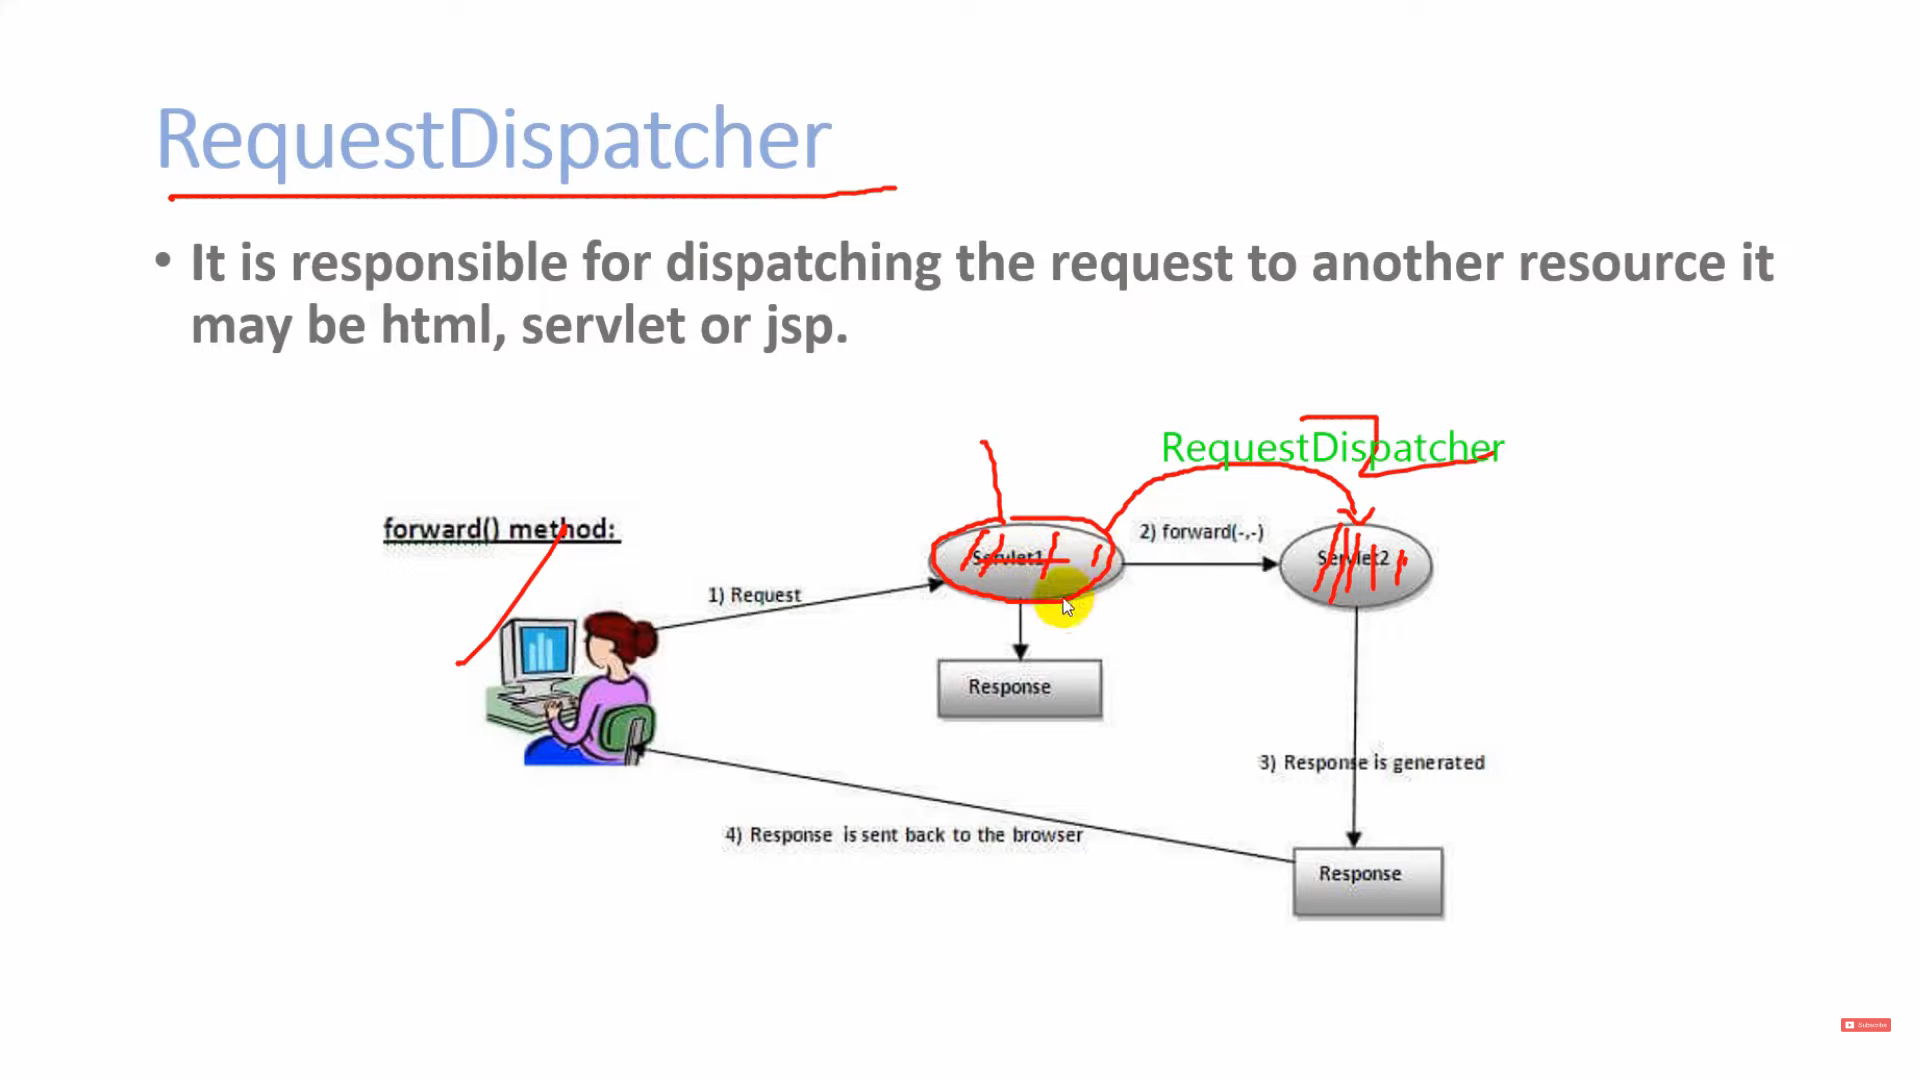 RequestDispatcher
• It is responsible for dispatching the request to another resource it
may be html, servlet or jsp.
RequestDispatcher
forward() method:
2) forward(-,-)
Servlet1
Servlet2
1) Request
Response
3) Response is generated
4) Response is sent back to the browser
Response
Subscribe